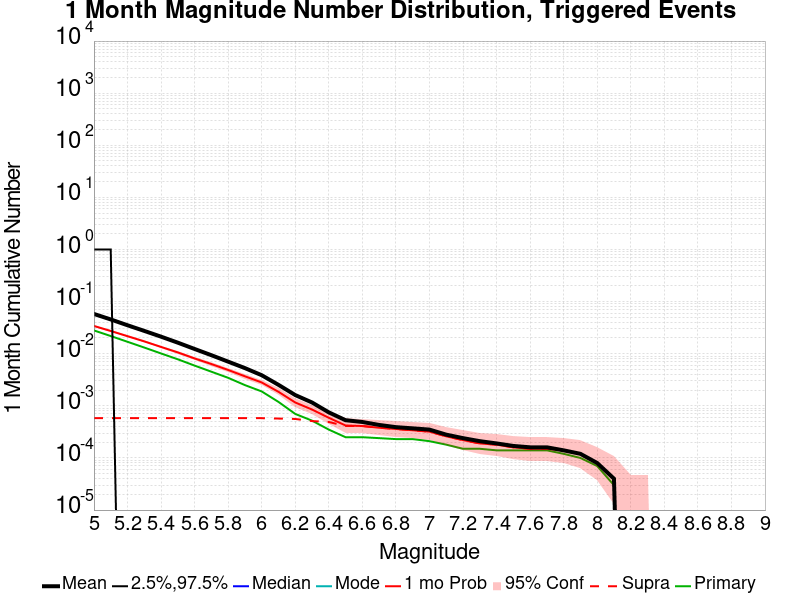 1 Month Magnitude Number Distribution, Triggered Events
1 Month Cumulative Number
10^4
10^3
10^2
10^1
10^0
10^-1
10^-2
10^-3
10^-4
10^-5
5 5.2 5.4 5.6 5.8 6 6.2 6.4 6.6 6.8 7 7.2 7.4 7.6 7.8 8 8.2 8.4 8.6 8.8 9
Magnitude
Mean 2.5%,97.5% Median Mode 1 mo Prob 95% Conf Supra Primary